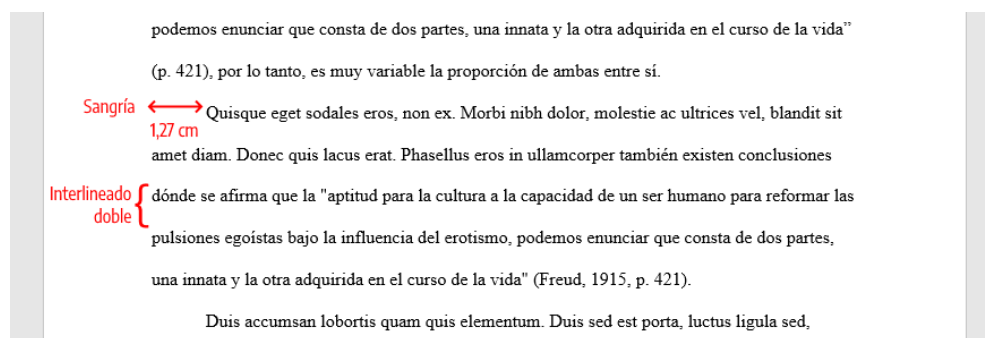 podemos enunciar que consta de dos partes, una innata y la otra adquirida en el curso de la vida”
(p. 421), por lo tanto, es muy variable la proporción de ambas entre sí.
Sangría
1,27 cm
Quisque eget sodales eros, non ex. Morbi nibh dolor, molestie ac ultrices vel, blandit sit
amet diam. Donec quis lacus erat. Phasellus eros in ullamcorper también existen conclusiones
Interlineado
doble
dónde se afirma que la "aptitud para la cultura a la capacidad de un ser humano para reformar las
pulsiones egoístas bajo la influencia del erotismo, podemos enunciar que consta de dos partes,
una innata y la otra adquirida en el curso de la vida" (Freud, 1915, p. 421).
Duis accumsan lobortis quam quis elementum. Duis sed est porta, luctus ligula sed,